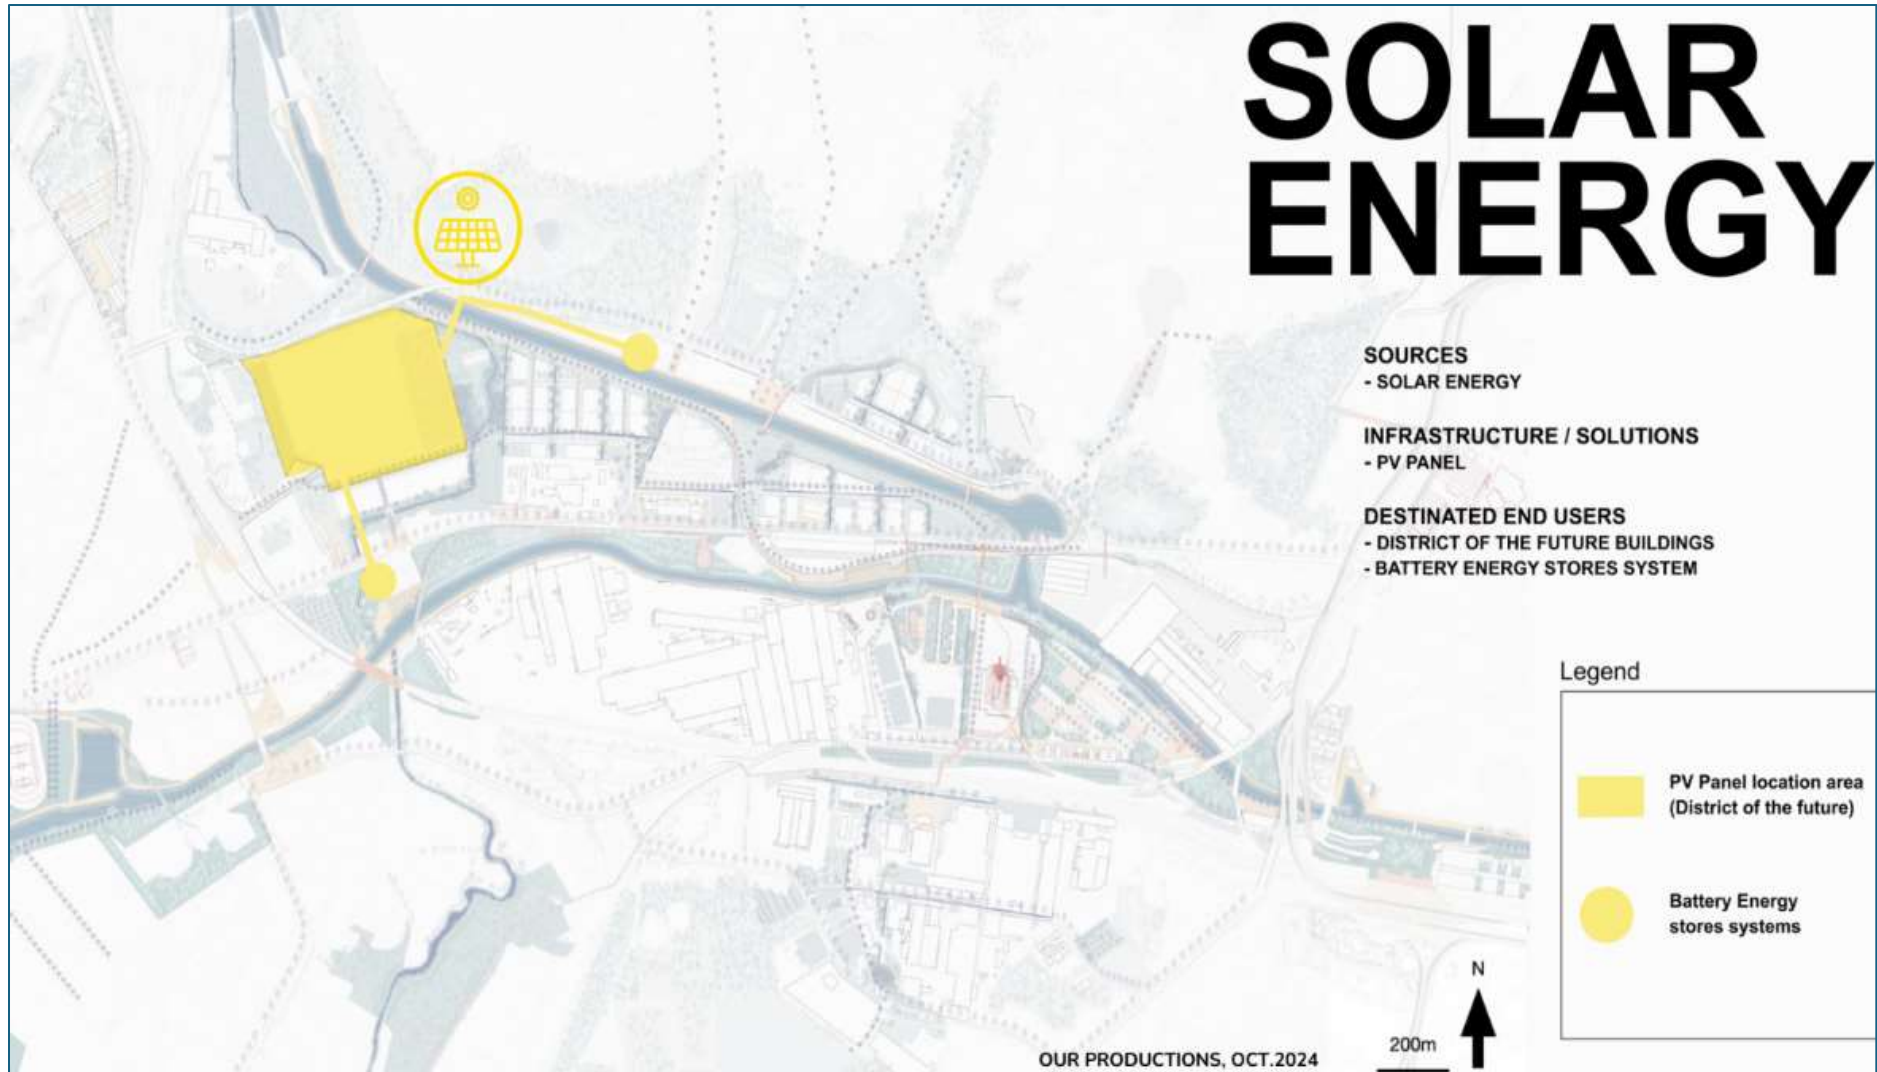 SOLAR
ENERGY
SOURCES
- SOLAR ENERGY
INFRASTRUCTURE / SOLUTIONS
- PV PANEL
DESTINATED END USERS
- DISTRICT OF THE FUTURE BUILDINGS
- BATTERY ENERGY STORES SYSTEM
Legend
PV Panel location area
(District of the future)
Battery Energy
stores systems
N
200m
OUR PRODUCTIONS, OCT.2024